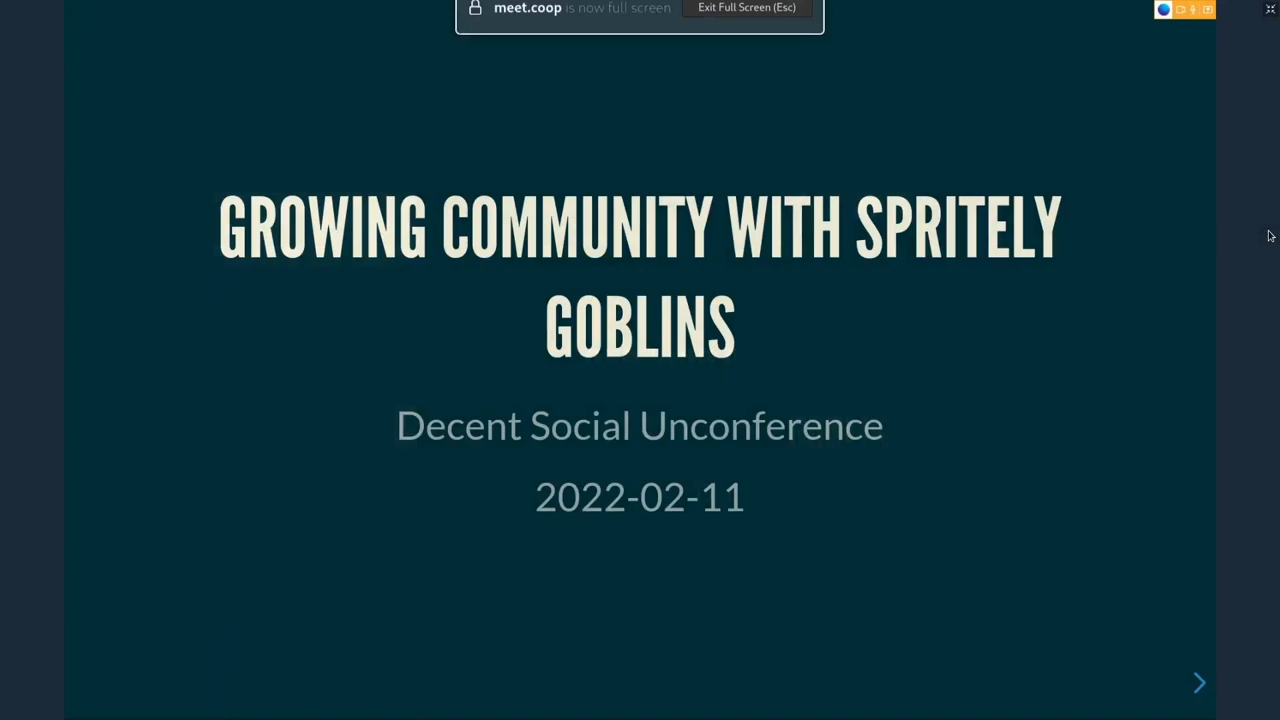 meet.coop is now full screen Exit Full Screen (Esc)
GROWING COMMUNITY WITH SPRITELY
GOBLINS
Decent Social Unconference
2022-02-11